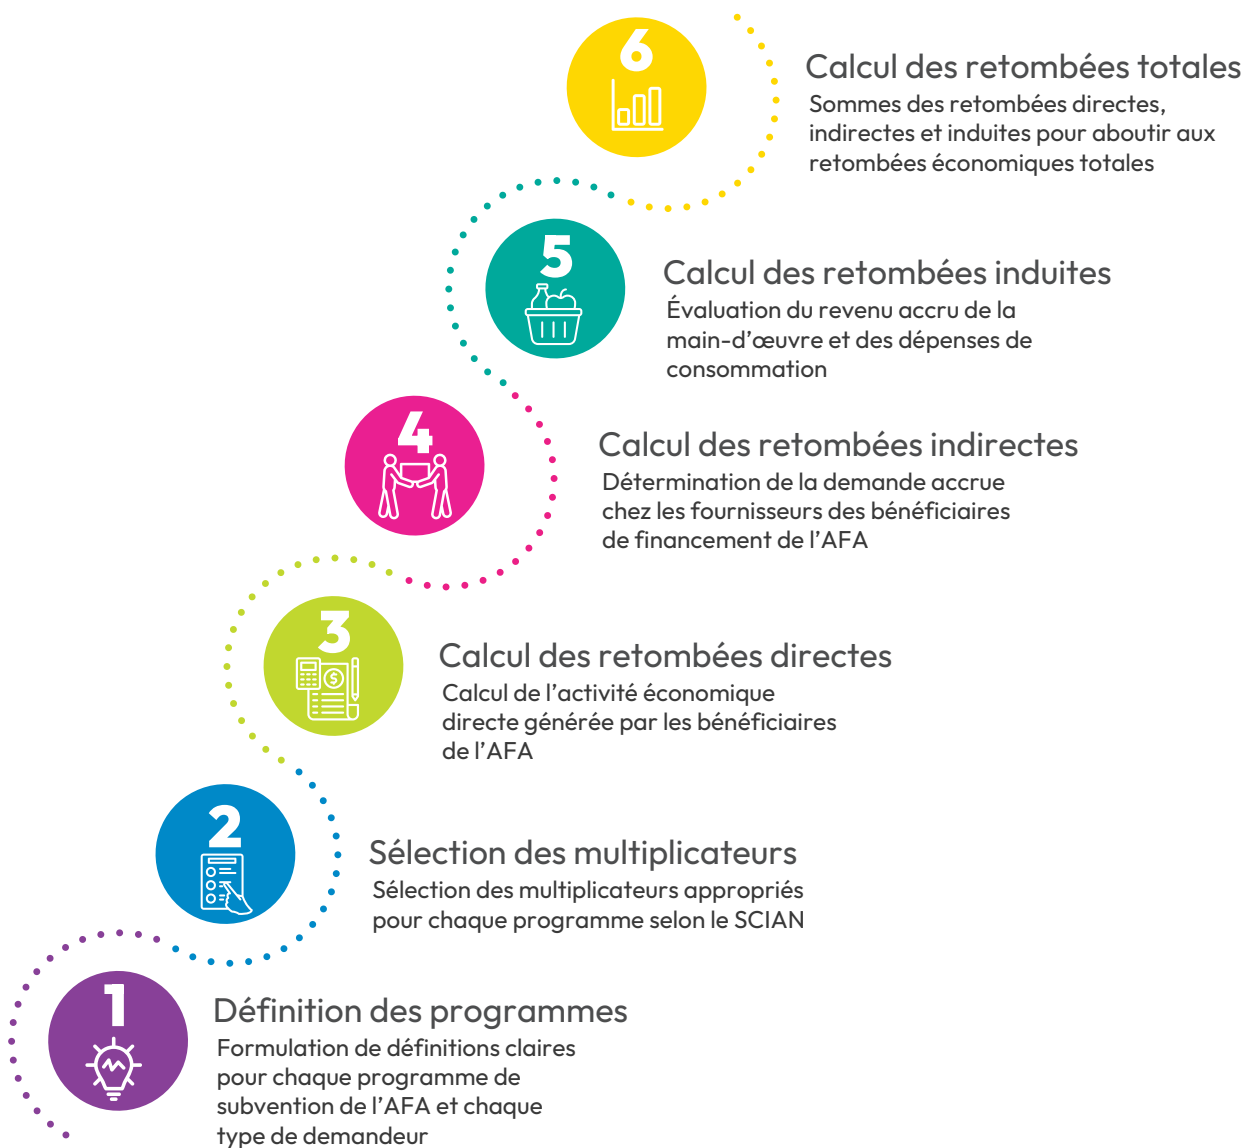 6
Calcul des retombées totales
Sommes des retombées directes,
indirectes et induites pour aboutir aux
retombées économiques totales
5
Calcul des retombées induites
Évaluation du revenu accru de la
main-d’œuvre et des dépenses de
consommation
4
Calcul des retombées indirectes
Détermination de la demande accrue
chez les fournisseurs des bénéficiaires
de financement de l’AFA
3
$
Calcul des retombées directes
Calcul de l’activité économique
directe générée par les bénéficiaires
de l’AFA
2
Sélection des multiplicateurs
Sélection des multiplicateurs appropriés
pour chaque programme selon le SCIAN
1
Définition des programmes
Formulation de définitions claires
pour chaque programme de
subvention de l’AFA et chaque
type de demandeur